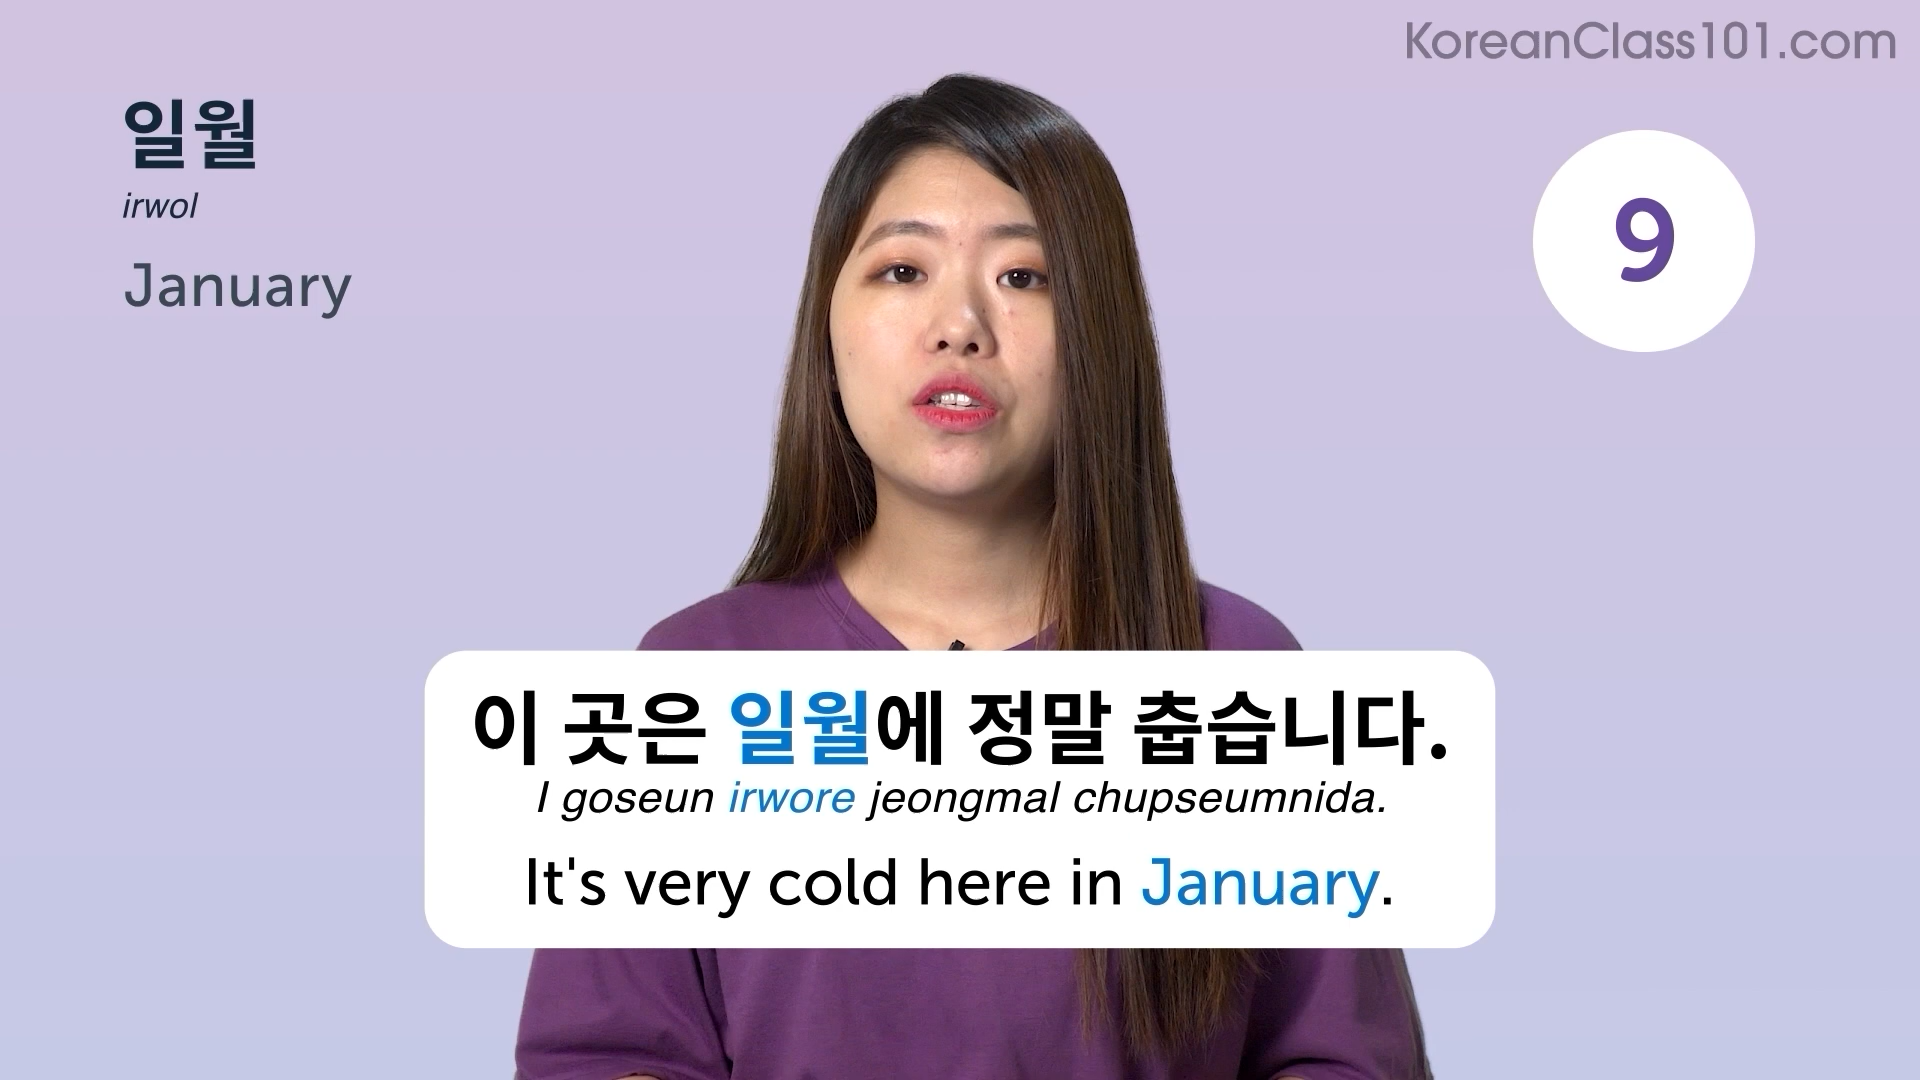 KoreanClass101.com
일월
irwol
January
9
이 곳은 일월에 정말 춥습니다.
I goseun irwore jeongmal chupseumnida.
It's very cold here in January.